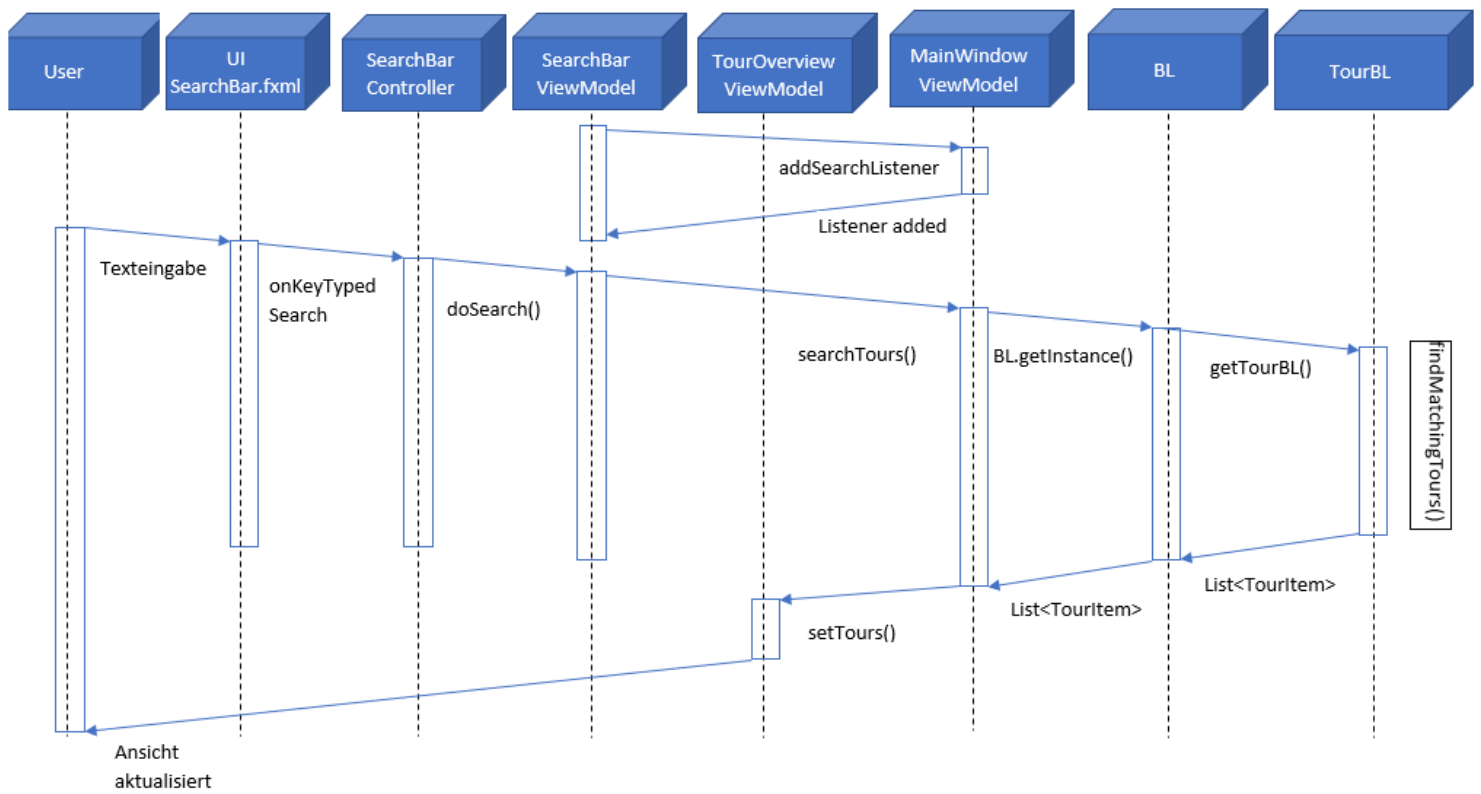 User
UI
SearchBar.fxml
SearchBar
Controller
SearchBar
ViewModel
TourOverview
ViewModel
MainWindow
ViewModel
BL
TourBL
addSearchListener
Listener added
Texteingabe
onKeyTyped
Search
doSearch()
searchTours()
BL.getInstance()
getTourBL()
findMatchingTours()
List<TourItem>
List<TourItem>
setTours()
Ansicht
aktualisiert